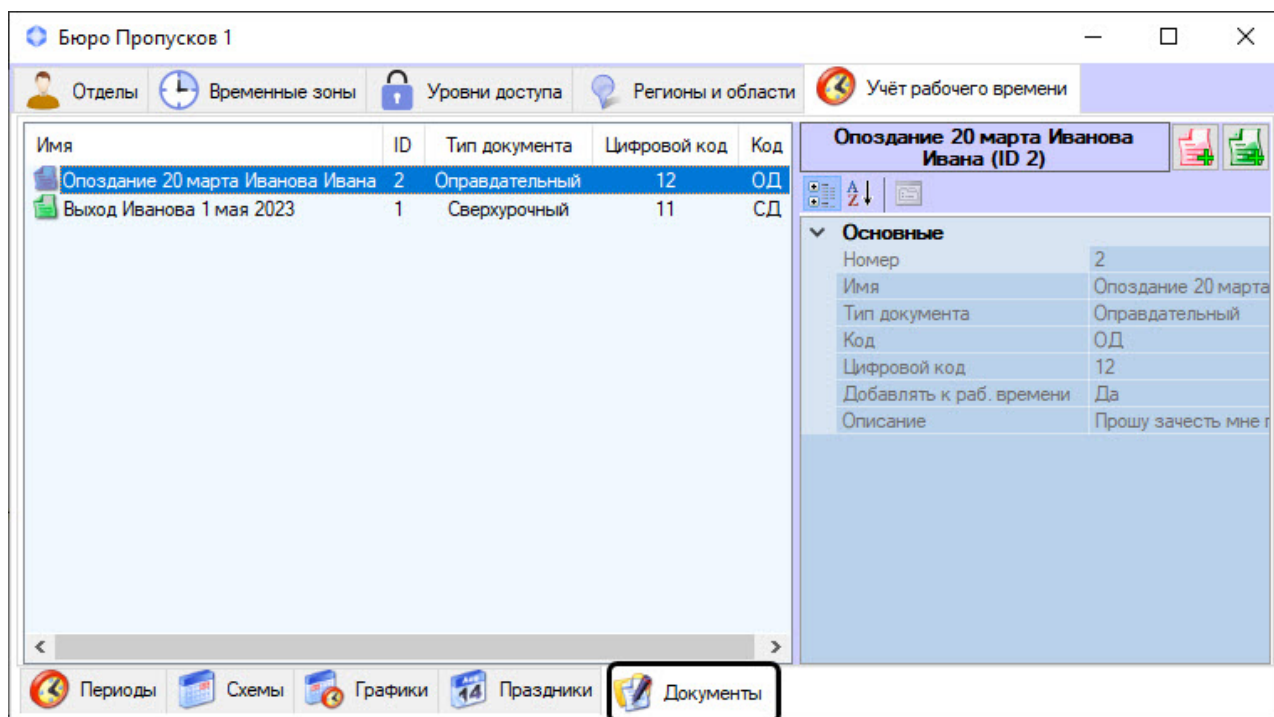 Бюро Пропусков 1
Отделы Временные зоны Уровни доступа Регионы и области Учёт рабочего времени
Имя ID Тип документа Цифровой код Код
Опоздание 20 марта Иванова Ивана 2 Оправдательный 12 ОД
Выход Иванова 1 мая 2023 1 Сверхурочный 11 СД
Опоздание 20 марта Иванова
Ивана (ID 2)
Основные
Номер 2
Имя Опоздание 20 марта
Тип документа Оправдательный
Код ОД
Цифровой код 12
Добавлять к раб. времени Да
Описание Прошу зачесть мне
Периоды Схемы Графики 14 Праздники Документы